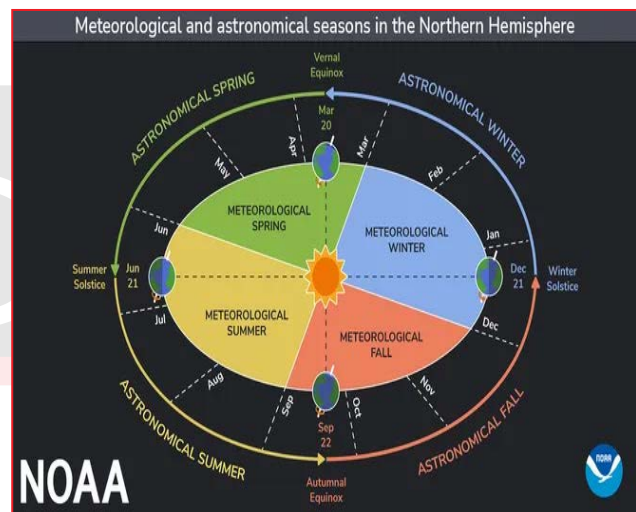 Meteorological and astronomical seasons in the Northern Hemisphere
Vernal
Equinox
Mar
20
ASTRONOMICAL SPRING
ASTRONOMICAL WINTER
Apr
Mar
May
Feb
Jun
Jan
METEOROLOGICAL
SPRING
METEOROLOGICAL
WINTER
Summer
Solstice
Jun
21
Dec
21
Winter
Solstice
METEOROLOGICAL
SUMMER
METEOROLOGICAL
FALL
Jul
Dec
Aug
Nov
Sep
Oct
Sep
22
ASTRONOMICAL SUMMER
ASTRONOMICAL FALL
Autumnal
Equinox
NOAA
NOAA